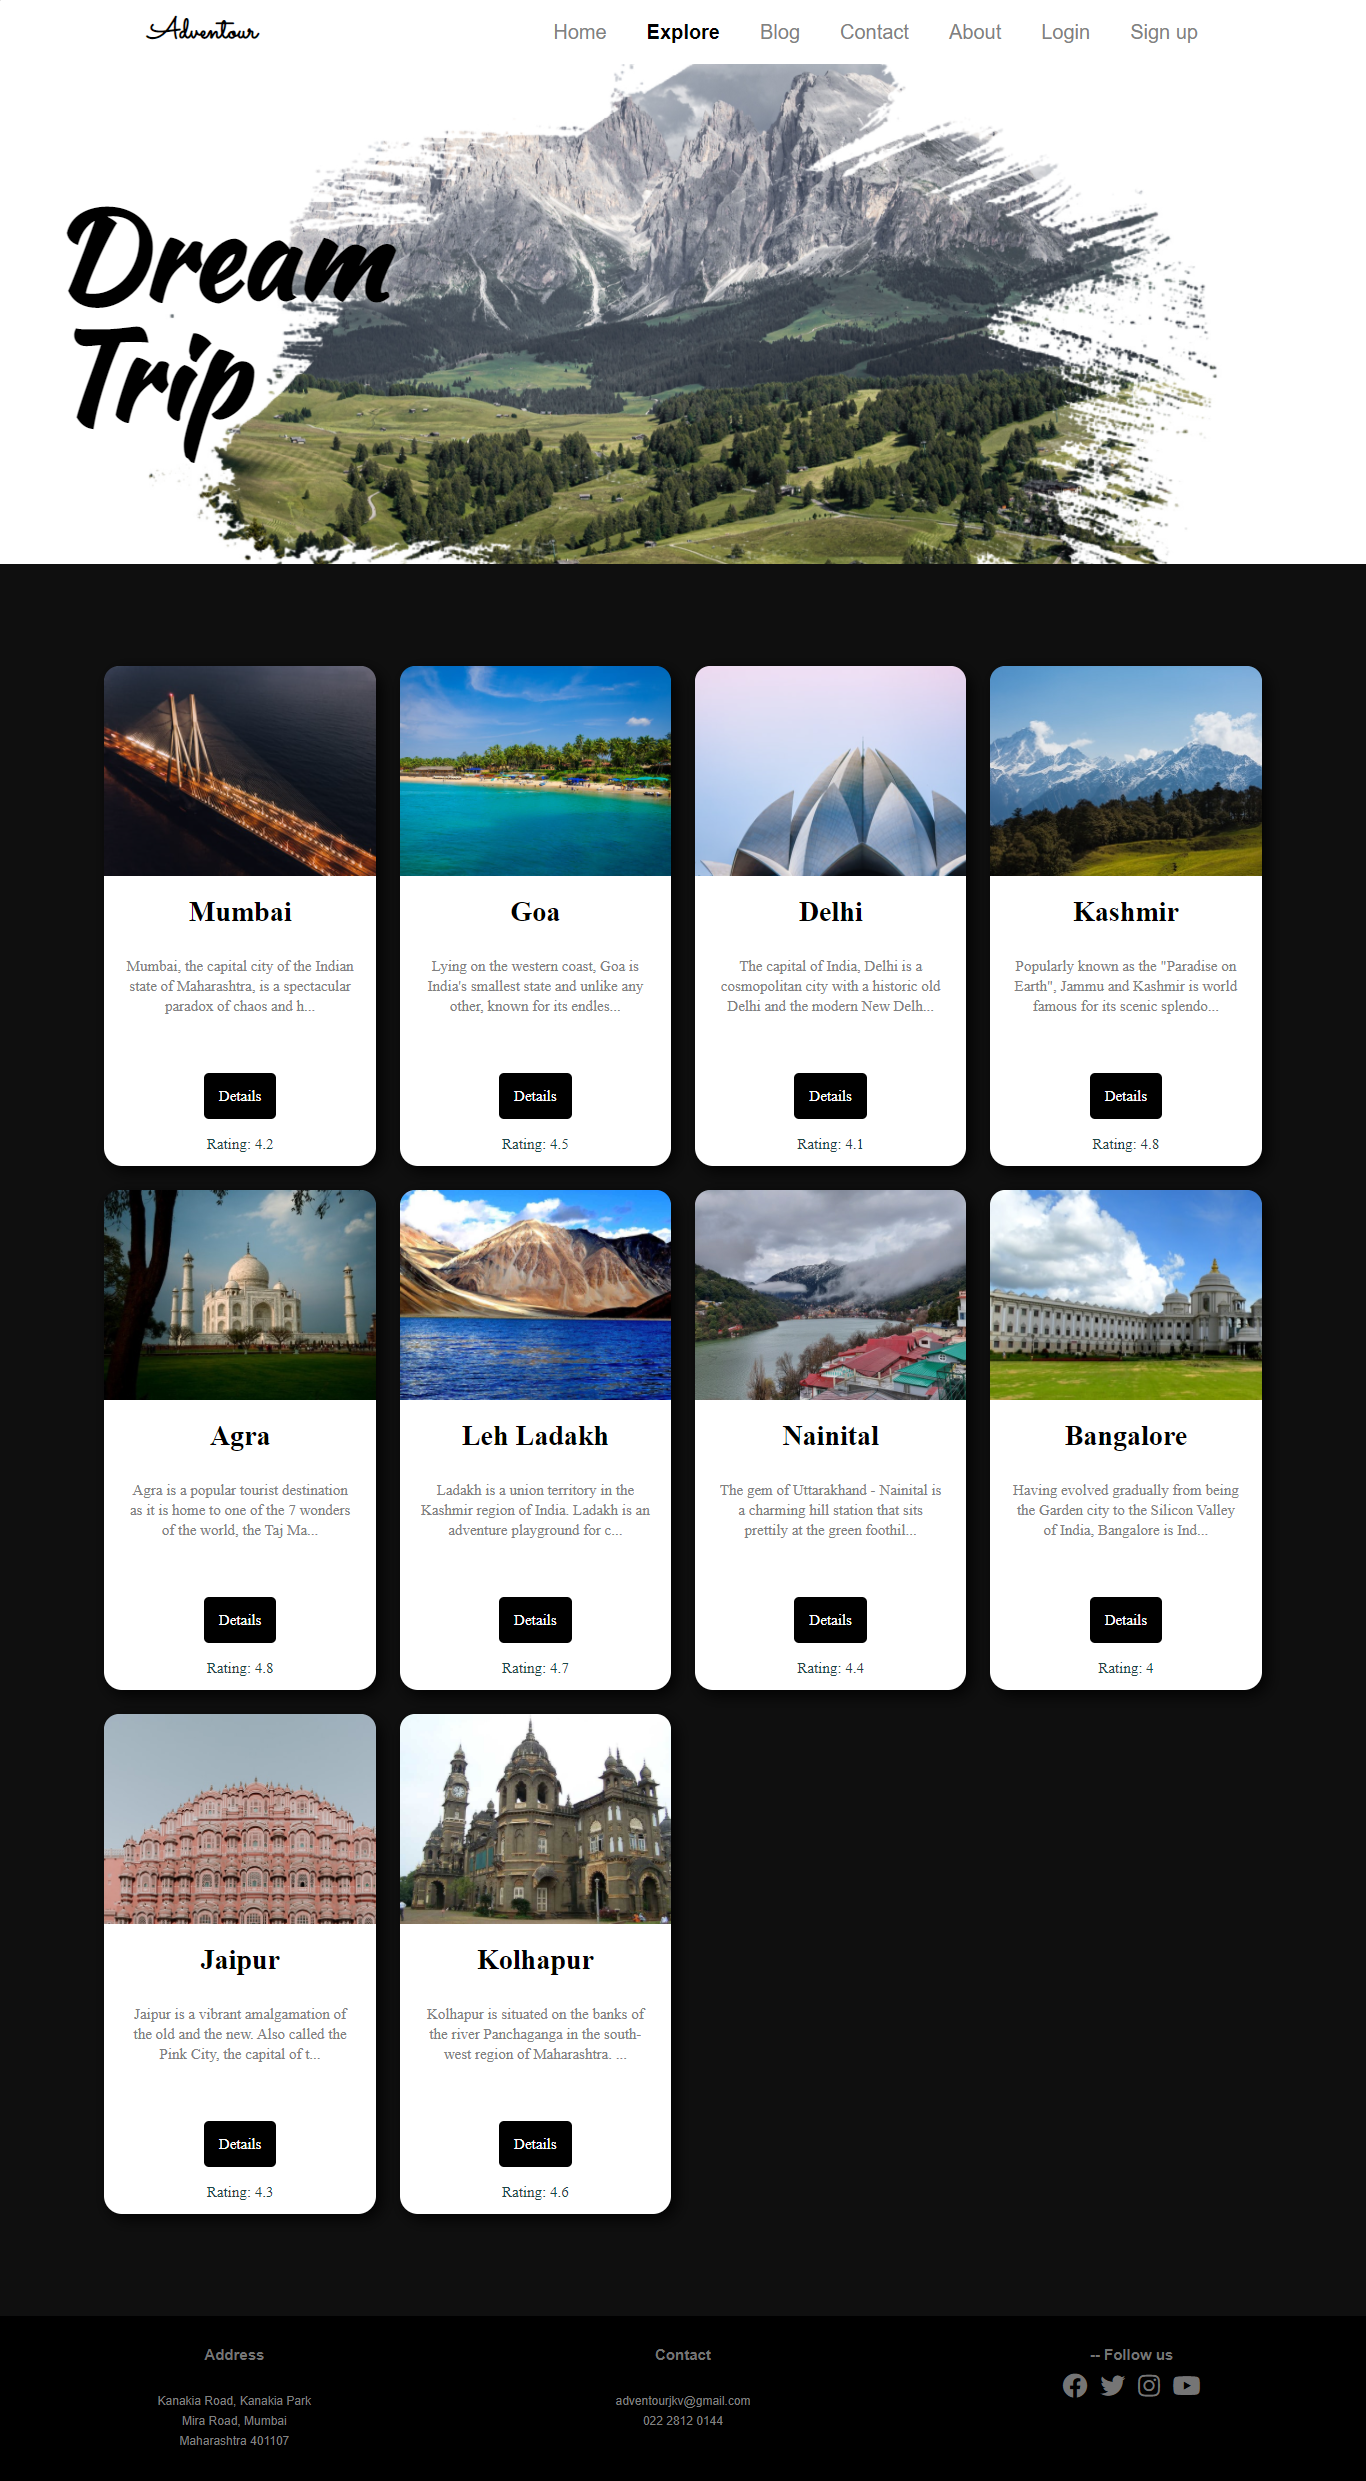 Adventour
Home Explore Blog Contact About Login Sign up
Dream
Trip
Mumbai
Mumbai, the capital city of the Indian
state of Maharashtra, is a spectacular
paradox of chaos and h...
Details
Rating: 4.2
Goa
Lying on the western coast, Goa is
India's smallest state and unlike any
other, known for its endles...
Details
Rating: 4.5
Delhi
The capital of India, Delhi is a
cosmopolitan city with a historic old
Delhi and the modern New Delh...
Details
Rating: 4.1
Kashmir
Popularly known as the "Paradise on
Earth", Jammu and Kashmir is world
famous for its scenic splendo...
Details
Rating: 4.8
Agra
Agra is a popular tourist destination
as it is home to one of the 7 wonders
of the world, the Taj Ma...
Details
Rating: 4.8
Leh Ladakh
Ladakh is a union territory in the
Kashmir region of India. Ladakh is an
adventure playground for c...
Details
Rating: 4.7
Nainital
The gem of Uttarakhand - Nainital is
a charming hill station that sits
prettily at the green foothil...
Details
Rating: 4.4
Bangalore
Having evolved gradually from being
the Garden city to the Silicon Valley
of India, Bangalore is Ind...
Details
Rating: 4
Jaipur
Jaipur is a vibrant amalgamation of
the old and the new. Also called the
Pink City, the capital of t...
Details
Rating: 4.3
Kolhapur
Kolhapur is situated on the banks of
the river Panchaganga in the south-
west region of Maharashtra. ...
Details
Rating: 4.6
Address
Kanakia Road, Kanakia Park
Mira Road, Mumbai
Maharashtra 401107
Contact
adventourjkv@gmail.com
022 2812 0144
-- Follow us